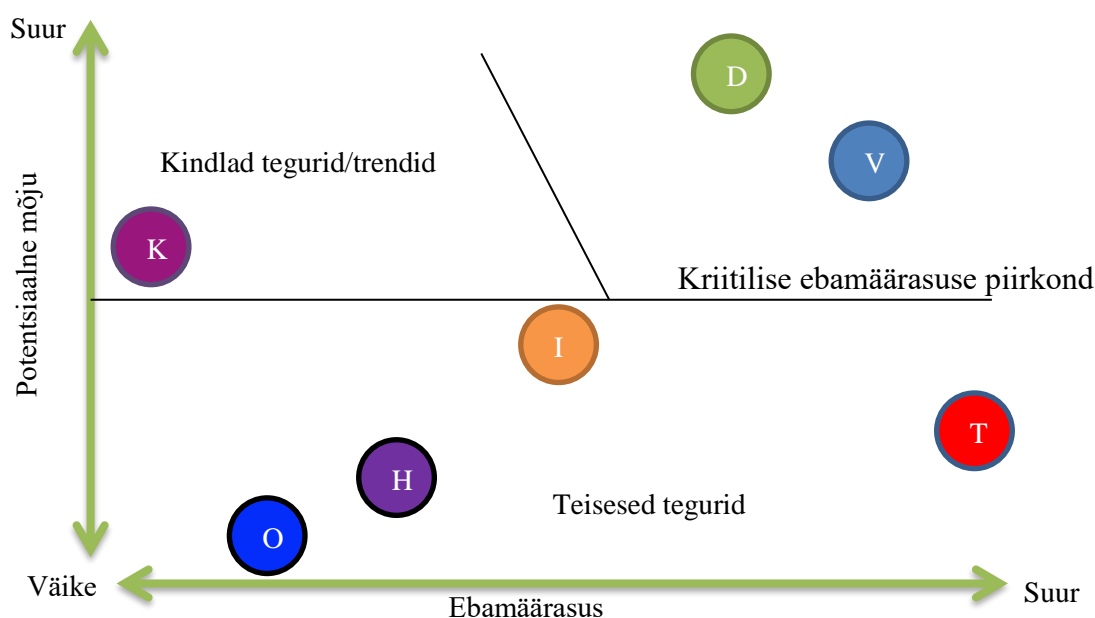 Suur
D
V
Kindlad tegurid/trendid
Potentsiaalne mõju
K
Kriitilise ebamäärasuse piirkond
I
T
H
Teisesed tegurid
O
Väike
Suur
Ebamäärasus